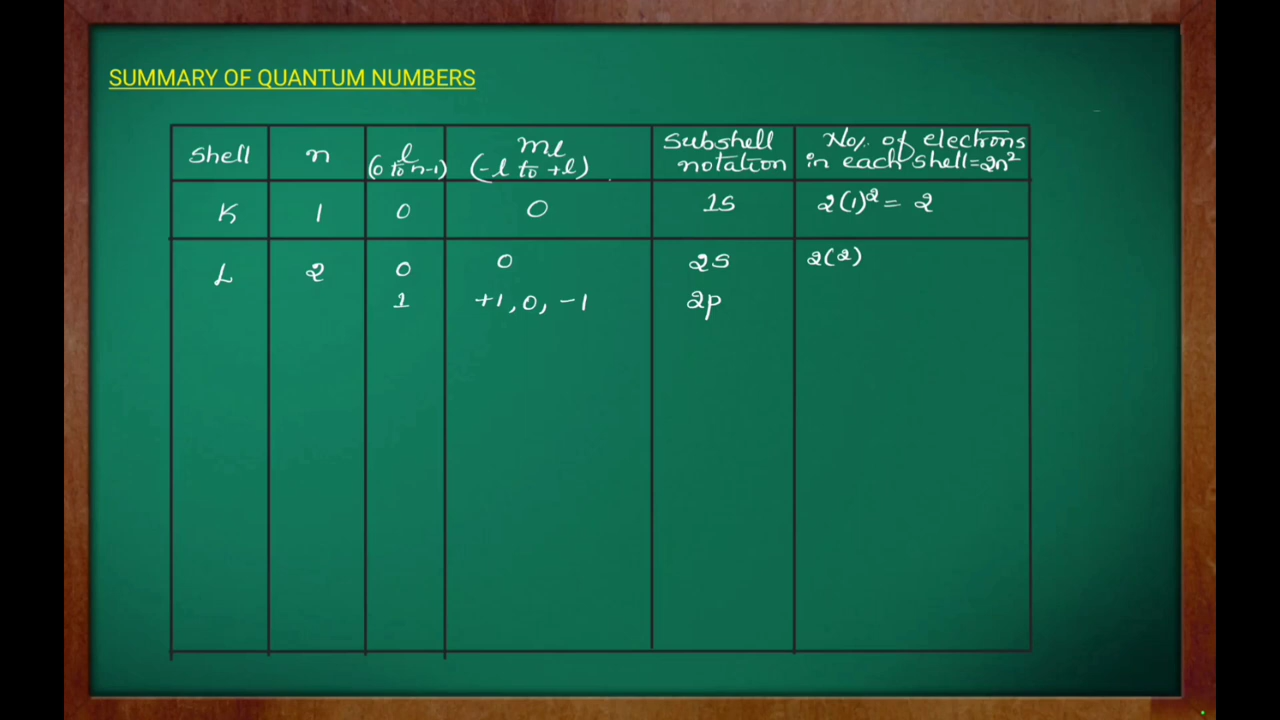 SUMMARY OF QUANTUM NUMBERS
Shell n l (0 to n-1) ml (-l to +l) Subshell notation No. of electrons in each shell=2n²
K 1 0 0 1s 2(1)²= 2
L 2 0 0 2s 2(2)
1 +1, 0, -1 2p